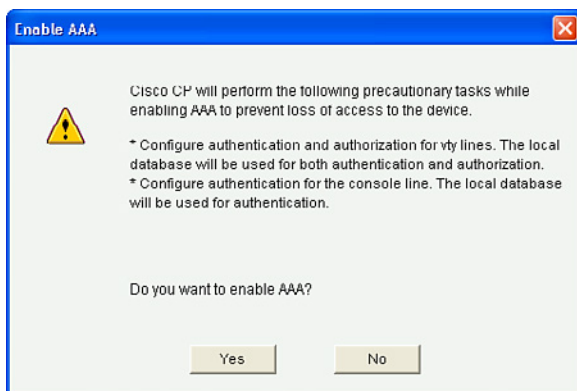 Enable AAA
Cisco CP will perform the following precautionary tasks while
enabling AAA to prevent loss of access to the device.
* Configure authentication and authorization for vty lines. The local
database will be used for both authentication and authorization.
* Configure authentication for the console line. The local database
will be used for authentication.
Do you want to enable AAA?
Yes
No